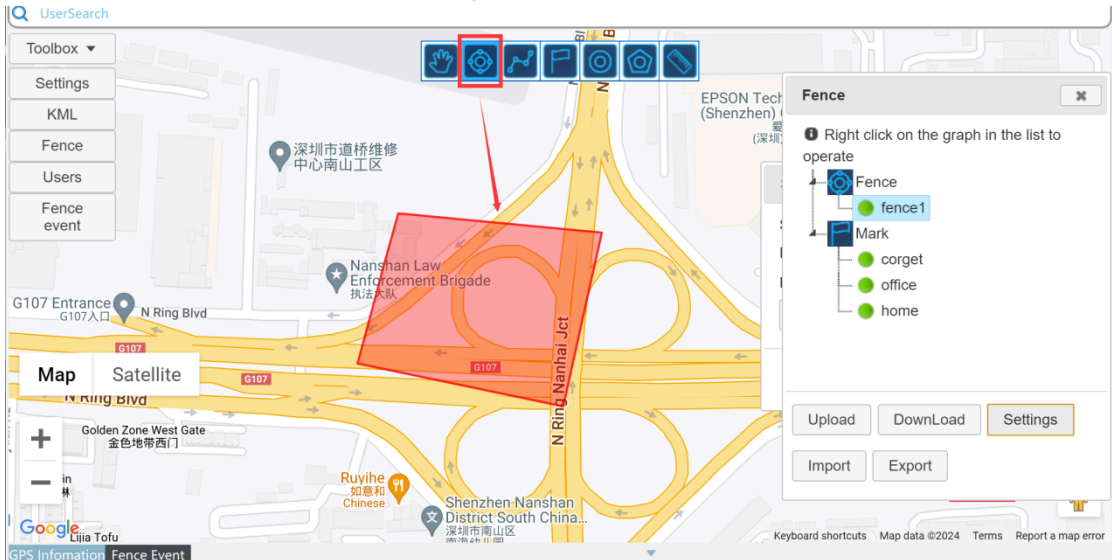 UserSearch
Toolbox
Settings
KML
Fence
Users
Fence
event
深圳市道桥维修
中心南山工区
EPSON Tech
(Shenzhen)
爱
(深圳
Fence
Right click on the graph in the list to
operate
Fence
fence1
Mark
corget
office
home
Nanshan Law
Enforcement Brigade
执法大队
G107 Entrance
G107入口
N Ring Blvd
G107
G107
G107
N Ring Nanhai Jct
Map
Satellite
N Ring Blvd
Golden Zone West Gate
金色地带西门
Upload
DownLoad
Settings
Import
Export
Ruyihe
如意和
Chinese
Shenzhen Nanshan
District South China...
深圳市南山区
Google
Lijia Tofu
Keyboard shortcuts
Map data ©2024
Terms
Report a map error
GPS Infomation
Fence Event